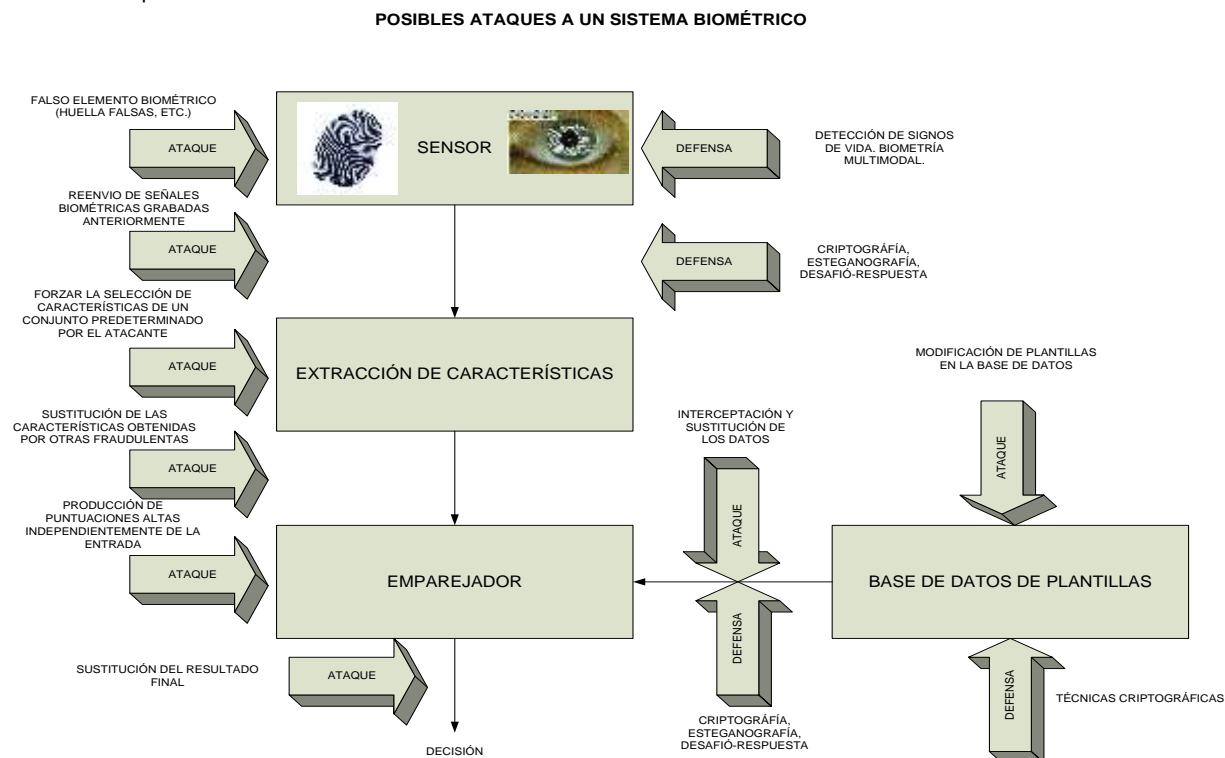 POSIBLES ATAQUES A UN SISTEMA BIOMÉTRICO
FALSO ELEMENTO BIOMÉTRICO
(HUELLA FALSAS, ETC.)
ATAQUE
SENSOR
DEFENSA
DETECCIÓN DE SIGNOS
DE VIDA. BIOMETRÍA
MULTIMODAL.
REENVIO DE SEÑALES
BIOMÉTRICAS GRABADAS
ANTERIORMENTE
ATAQUE
DEFENSA
CRIPTOGRÁFÍA,
ESTEGANOGRAFÍA,
DESAFIÓ-RESPUESTA
FORZAR LA SELECCIÓN DE
CARACTERÍSTICAS DE UN
CONJUNTO PREDETERMINADO
POR EL ATACANTE
ATAQUE
EXTRACCIÓN DE CARACTERÍSTICAS
MODIFICACIÓN DE PLANTILLAS
EN LA BASE DE DATOS
ATAQUE
SUSTITUCIÓN DE LAS
CARACTERÍSTICAS OBTENIDAS
POR OTRAS FRAUDULENTAS
ATAQUE
INTERCEPTACIÓN Y
SUSTITUCIÓN DE
LOS DATOS
ATAQUE
PRODUCCIÓN DE
PUNTUACIONES ALTAS
INDEPENDIENTEMENTE DE LA
ENTRADA
ATAQUE
EMPAREJADOR
BASE DE DATOS DE PLANTILLAS
SUSTITUCIÓN DEL RESULTADO
FINAL
ATAQUE
DEFENSA
CRIPTOGRÁFÍA,
ESTEGANOGRAFÍA,
DESAFIÓ-RESPUESTA
DEFENSA
TÉCNICAS CRIPTOGRÁFICAS
DECISIÓN